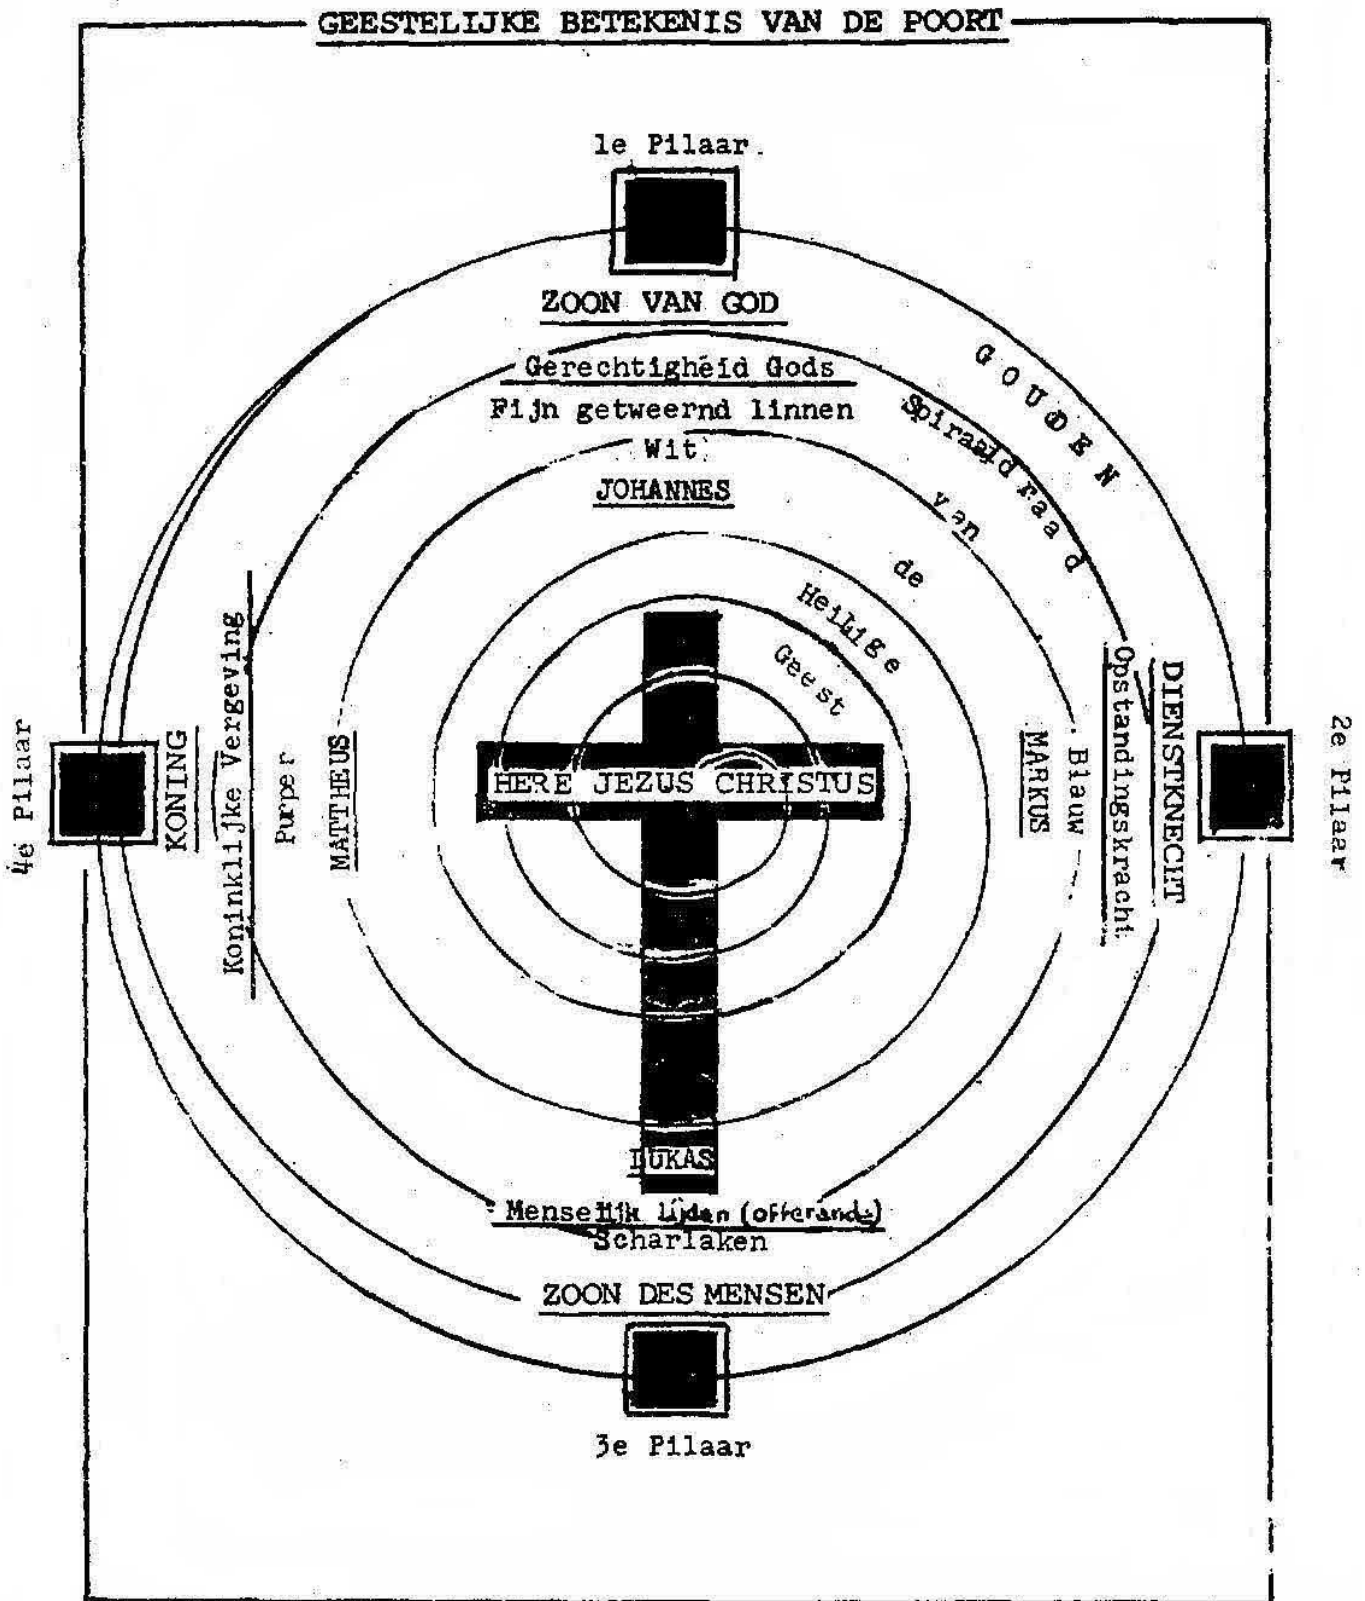 GEESTELIJKE BETEKENIS VAN DE POORT
1e Pilaar.
ZOON VAN GOD
Gerechtigheid Gods
Fijn getweernd linnen
Wit
JOHANNES
GOUDEN
Spiraaldraad
van
de
Heilige
Geest
2e Pilaar
DIENSTKNECHT
Opstandingskracht
Blauw
MARKUS
HERE JEZUS CHRISTUS
4e Pilaar
KONING
Koninklijke Vergeving
Purper
MATTHEUS
LUKAS
Menselijk lijden (offerande)
Scharlaken
ZOON DES MENSEN
3e Pilaar